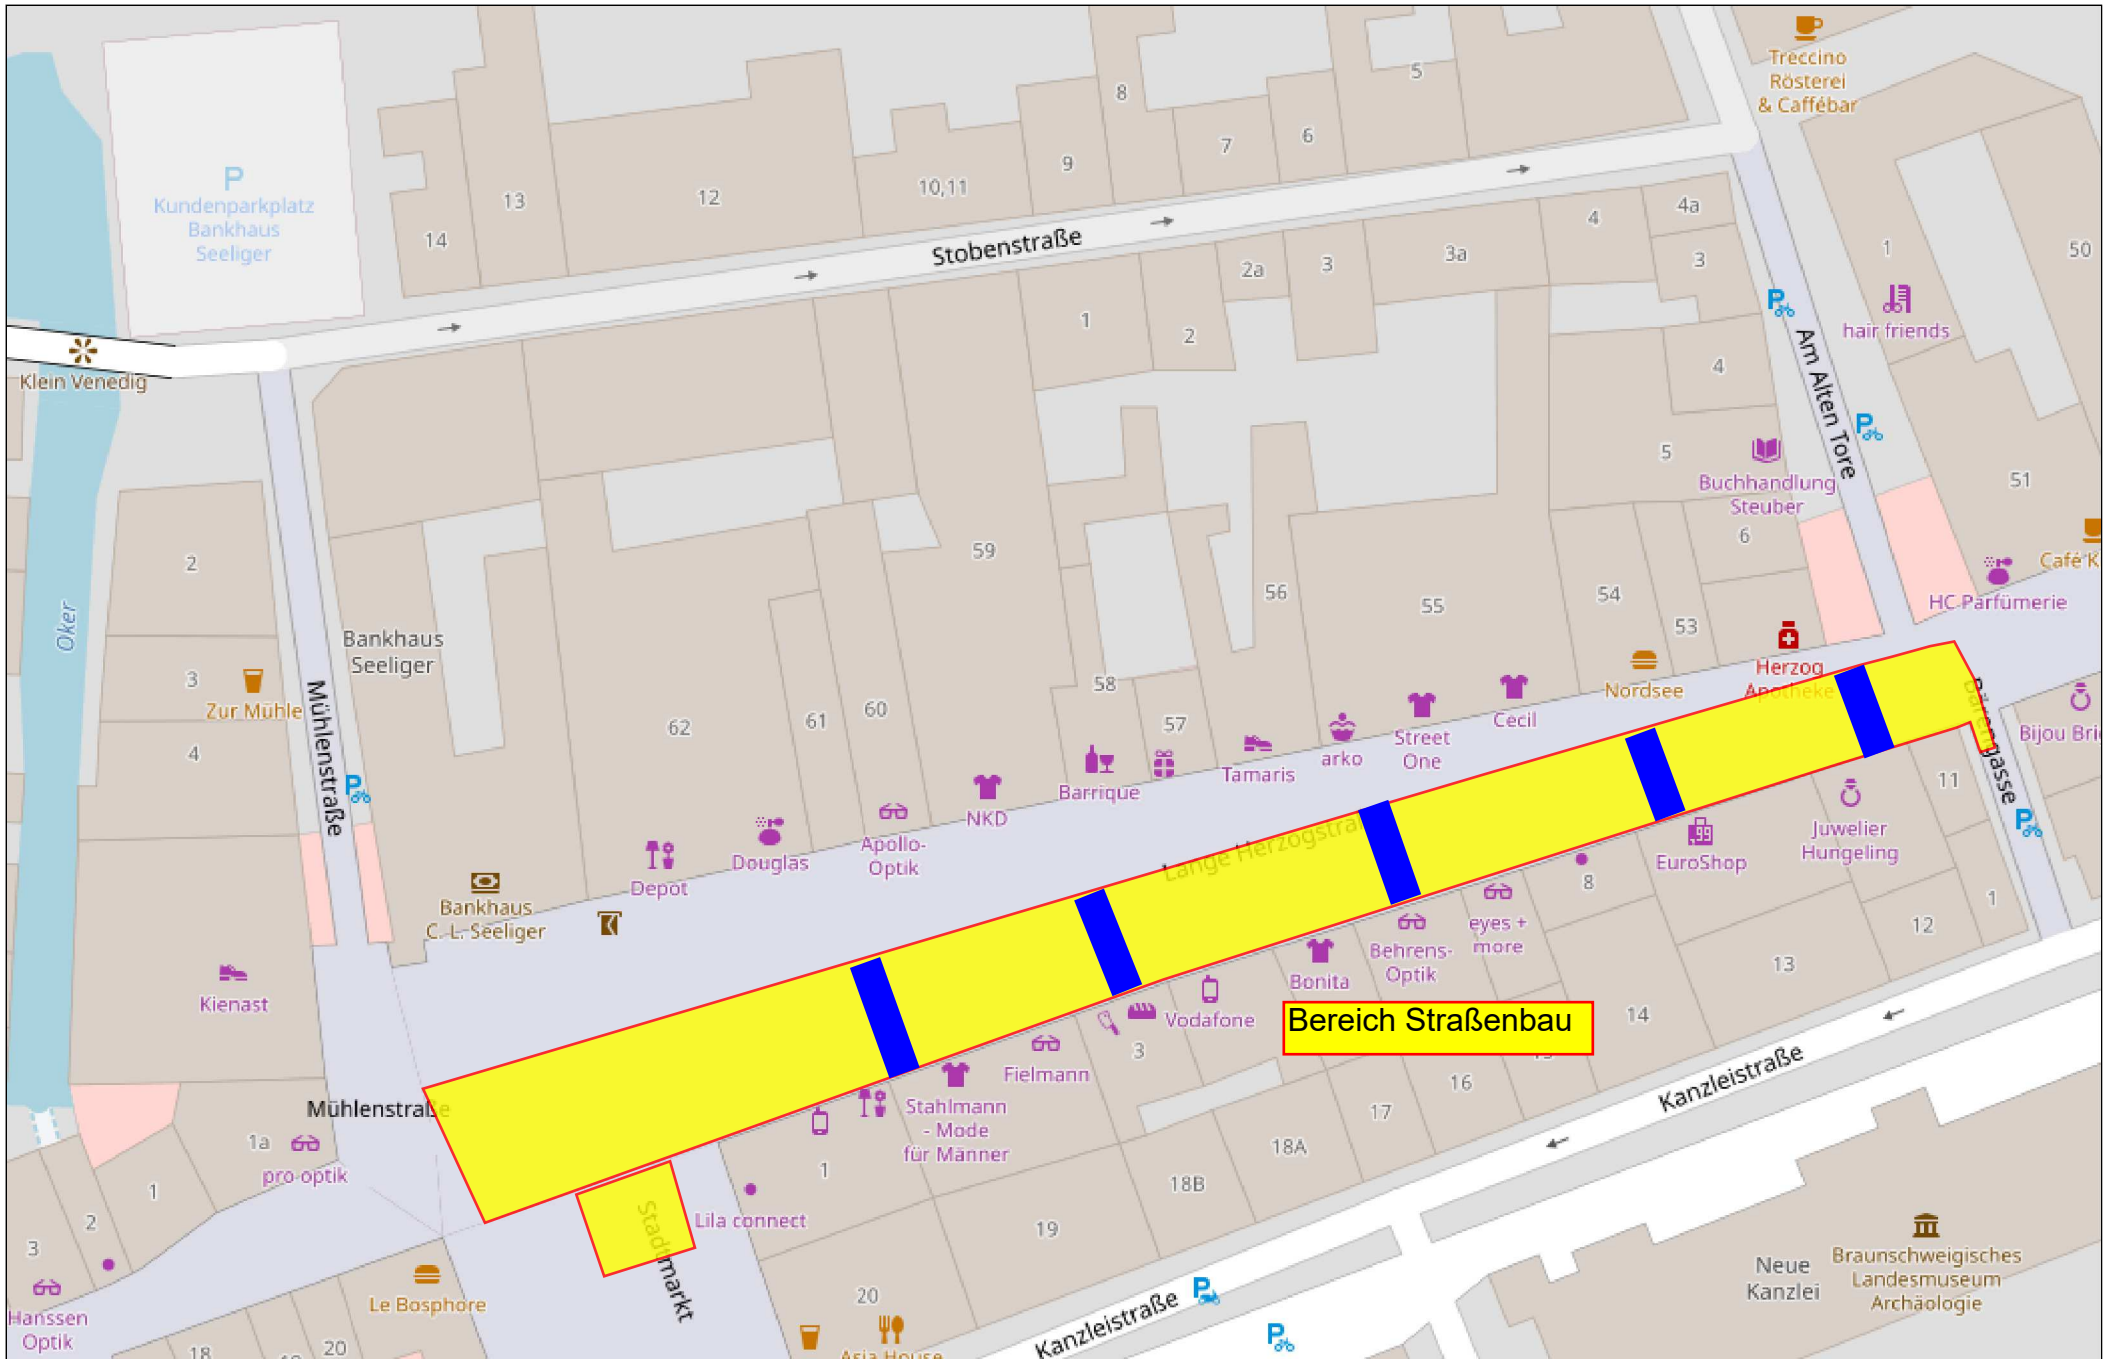 Treccino
Rösterei
& Caffébar
5
8
7
6
9
P
Kundenparkplatz
Bankhaus
Seeliger
14
13
12
10,11
Stobenstraße
4a
4
3a
3
2a
3
1
50
hair friends
P
1
2
Klein Venedig
Am Alten Tore
4
P
5
Buchhandlung
Steuber
51
6
2
59
Café K
HC Parfümerie
56
55
54
53
Oker
Bankhaus
Seeliger
Herzog
Apotheke
3
Zur Mühle
Mühlenstraße
58
Nordsee
Bärengasse
62
61
60
57
Cecil
Street
One
arko
Tamaris
Bijou Bri
4
P
Barrique
NKD
11
P
Apollo-
Optik
Douglas
Depot
Lange Herzogstraß
Juwelier
Hungeling
EuroShop
8
1
Bankhaus
C. L. Seeliger
eyes +
more
Behrens-
Optik
12
Bonita
13
Kienast
Vodafone
Bereich Straßenbau
14
3
Fielmann
16
Kanzleistraße
Mühlenstraße
Stahlmann
- Mode
für Männer
17
1a
pro optik
18A
1
1
18B
2
Lila connect
Stadtmarkt
19
3
Neue
Kanzlei
Braunschweigisches
Landesmuseum
Archäologie
Hanssen
Optik
Le Bosphore
20
P
Kanzleistraße
P
18
20
Asia House